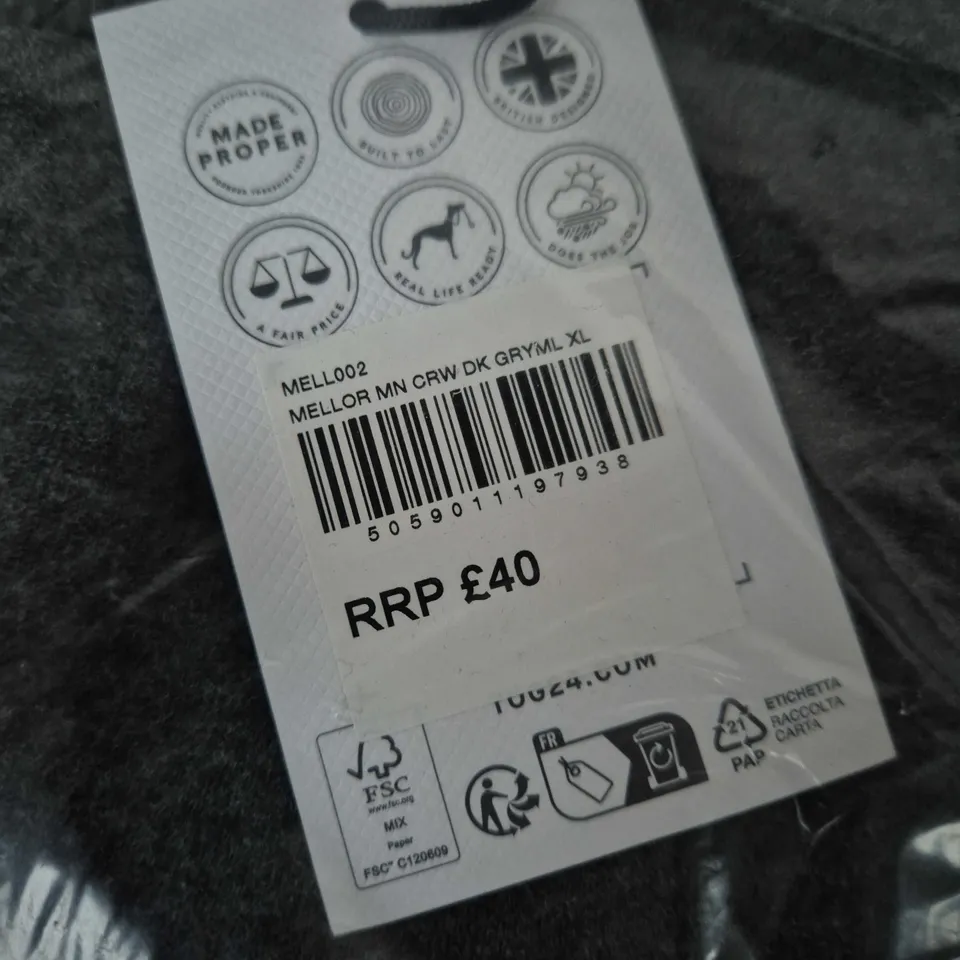 MADE
PROPER
BUILT TO LAST
BRITISH DESIGNED
A FAIR PRICE
REAL LIFE READY
DOES THE JOB
MELL002
MELLOR MN CRW DK GRYML XL
5059011197938
RRP £40
TOG24.COM
FSC
www.fsc.org
MIX
Paper
FSC™ C120609
FR
21
PAP
ETICHETTA
RACCOLTA
CARTA